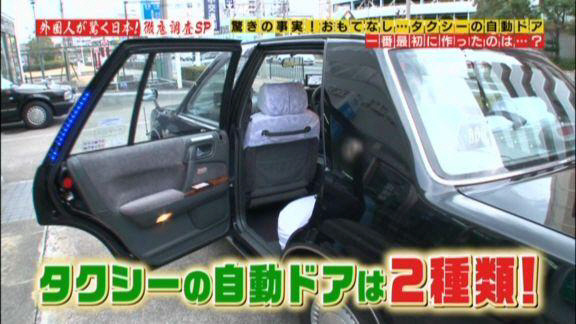 外国人が驚く日本!徹底調査SP
驚きの事実!おもてなし…タクシーの自動ドア
一番最初に作ったのは…?
タクシーの自動ドアは2種類!